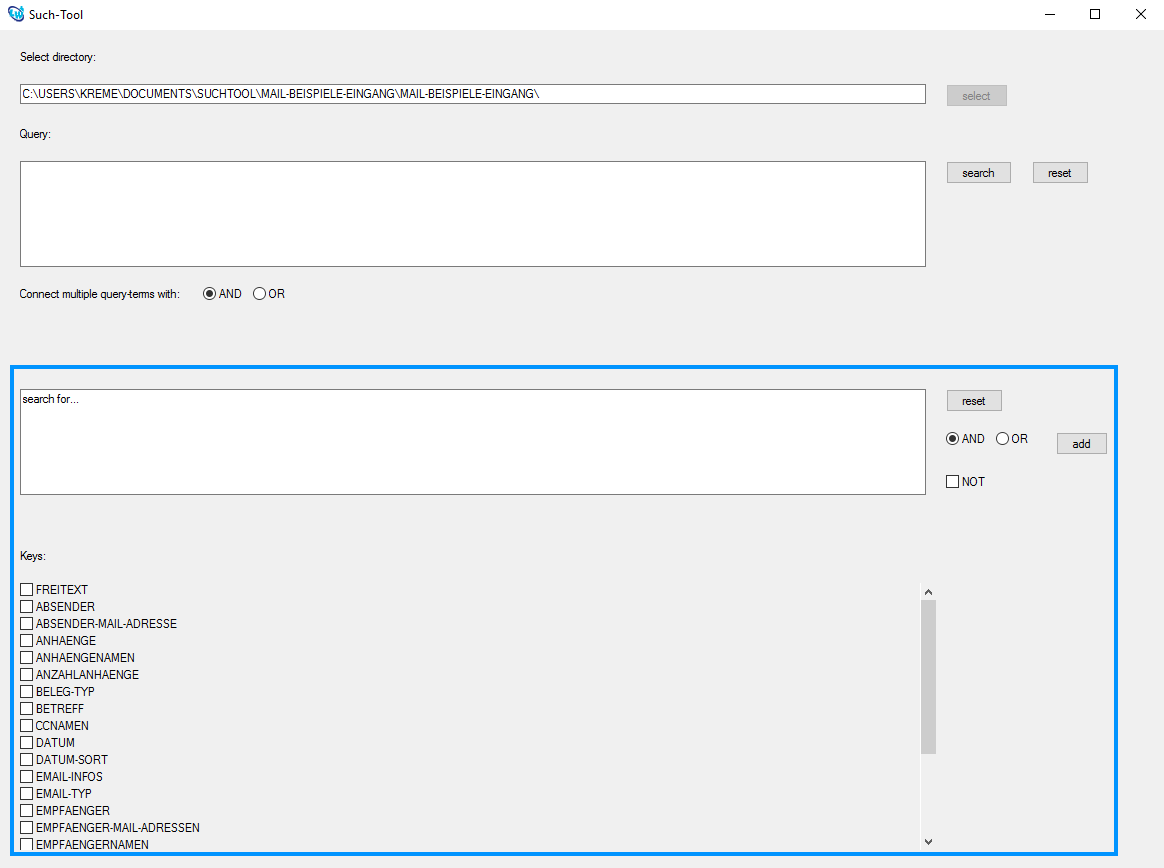 Such-Tool
Select directory:
C:\USERS\KREME\DOCUMENTS\SUCHTOOL\MAIL-BEISPIELE-EINGANG\MAIL-BEISPIELE-EINGANG\
select
Query:
search
reset
Connect multiple query-terms with:
AND
OR
search for...
reset
AND
OR
add
NOT
Keys:
FREITEXT
ABSENDER
ABSENDER-MAIL-ADRESSE
ANHAENGE
ANHAENGENAMEN
ANZAHLANHAENGE
BELEG-TYP
BETREFF
CCNAMEN
DATUM
DATUM-SORT
EMAIL-INFOS
EMAIL-TYP
EMPFAENGER
EMPFAENGER-MAIL-ADRESSEN
EMPFAENGERNAMEN